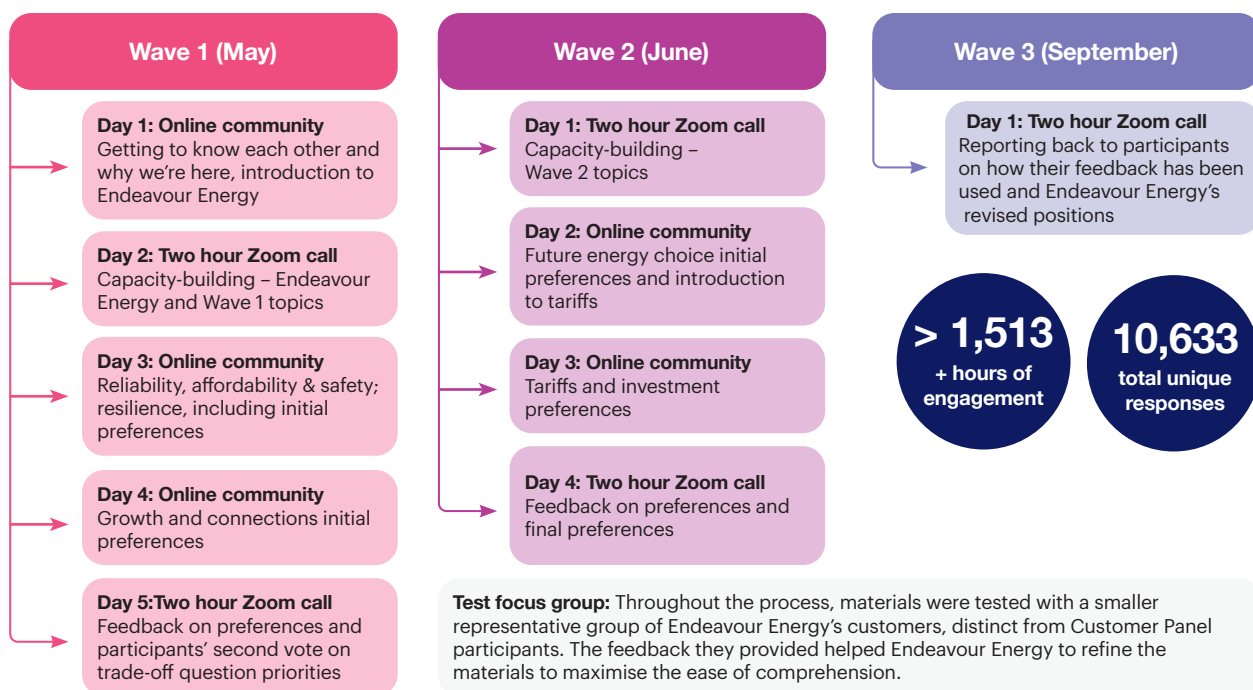 Wave 1 (May)
Day 1: Online community
Getting to know each other and
why we're here, introduction to
Endeavour Energy
Day 2: Two hour Zoom call
Capacity-building – Endeavour
Energy and Wave 1 topics
Day 3: Online community
Reliability, affordability & safety;
resilience, including initial
preferences
Day 4: Online community
Growth and connections initial
preferences
Day 5:Two hour Zoom call
Feedback on preferences and
participants' second vote on
trade-off question priorities
Wave 2 (June)
Day 1: Two hour Zoom call
Capacity-building –
Wave 2 topics
Day 2: Online community
Future energy choice initial
preferences and introduction
to tariffs
Day 3: Online community
Tariffs and investment
preferences
Day 4: Two hour Zoom call
Feedback on preferences and
final preferences
Wave 3 (September)
Day 1: Two hour Zoom call
Reporting back to participants
on how their feedback has been
used and Endeavour Energy's
revised positions
> 1,513
+ hours of
engagement
10,633
total unique
responses
Test focus group: Throughout the process, materials were tested with a smaller
representative group of Endeavour Energy's customers, distinct from Customer Panel
participants. The feedback they provided helped Endeavour Energy to refine the
materials to maximise the ease of comprehension.